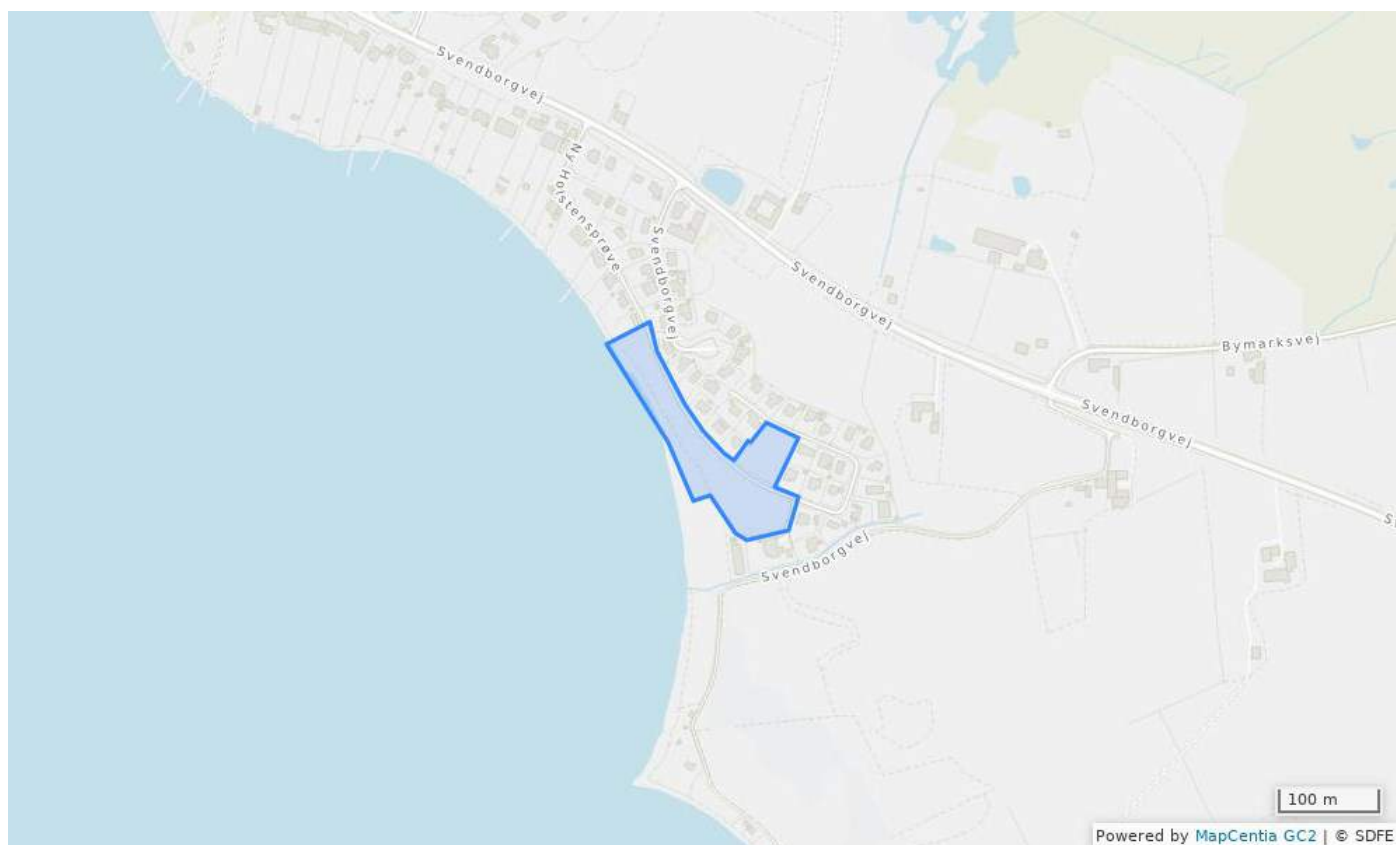 Svendborgvej
Ny Holstensprøve
Svendborgvej
Svendborgvej
Bymarksvej
Svendborgvej
S
Svendborgvej
100 m
Powered by MapCentia GC2 | © SDFE